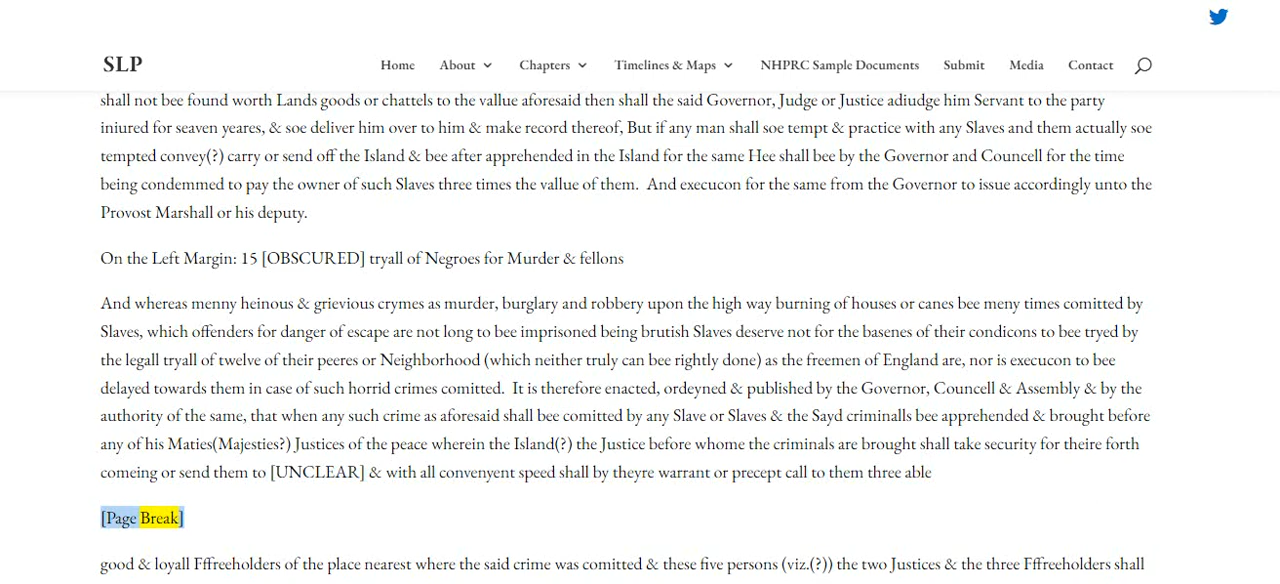 SLP
Home About Chapters Timelines & Maps NHPRC Sample Documents Submit Media Contact
shall not bee found worth Lands goods or chattels to the vallue aforesaid then shall the said Governor, Judge or Justice adiudge him Servant to the party
iniured for seaven yeares, & soe deliver him over to him & make record thereof, But if any man shall soe tempt & practice with any Slaves and them actually soe
tempted convey(?) carry or send off the Island & bee after apprehended in the Island for the same Hee shall bee by the Governor and Councell for the time
being condemmed to pay the owner of such Slaves three times the vallue of them.  And execucon for the same from the Governor to issue accordingly unto the
Provost Marshall or his deputy.
On the Left Margin: 15 [OBSCURED] tryall of Negroes for Murder & fellons
And whereas menny heinous & grievious crymes as murder, burglary and robbery upon the high way burning of houses or canes bee meny times comitted by
Slaves, which offenders for danger of escape are not long to bee imprisoned being brutish Slaves deserve not for the basenes of their condicons to bee tryed by
the legall tryall of twelve of their peeres or Neighborhood (which neither truly can bee rightly done) as the freemen of England are, nor is execucon to bee
delayed towards them in case of such horrid crimes comitted.  It is therefore enacted, ordeyned & published by the Governor, Councell & Assembly & by the
authority of the same, that when any such crime as aforesaid shall bee comitted by any Slave or Slaves & the Sayd criminalls bee apprehended & brought before
any of his Maties(Majesties?) Justices of the peace wherein the Island(?) the Justice before whome the criminals are brought shall take security for theire forth
comeing or send them to [UNCLEAR] & with all convenyent speed shall by theyre warrant or precept call to them three able
[Page Break]
good & loyall Fffreeholders of the place nearest where the said crime was comitted & these five persons (viz.(?)) the two Justices & the three Fffreeholders shall